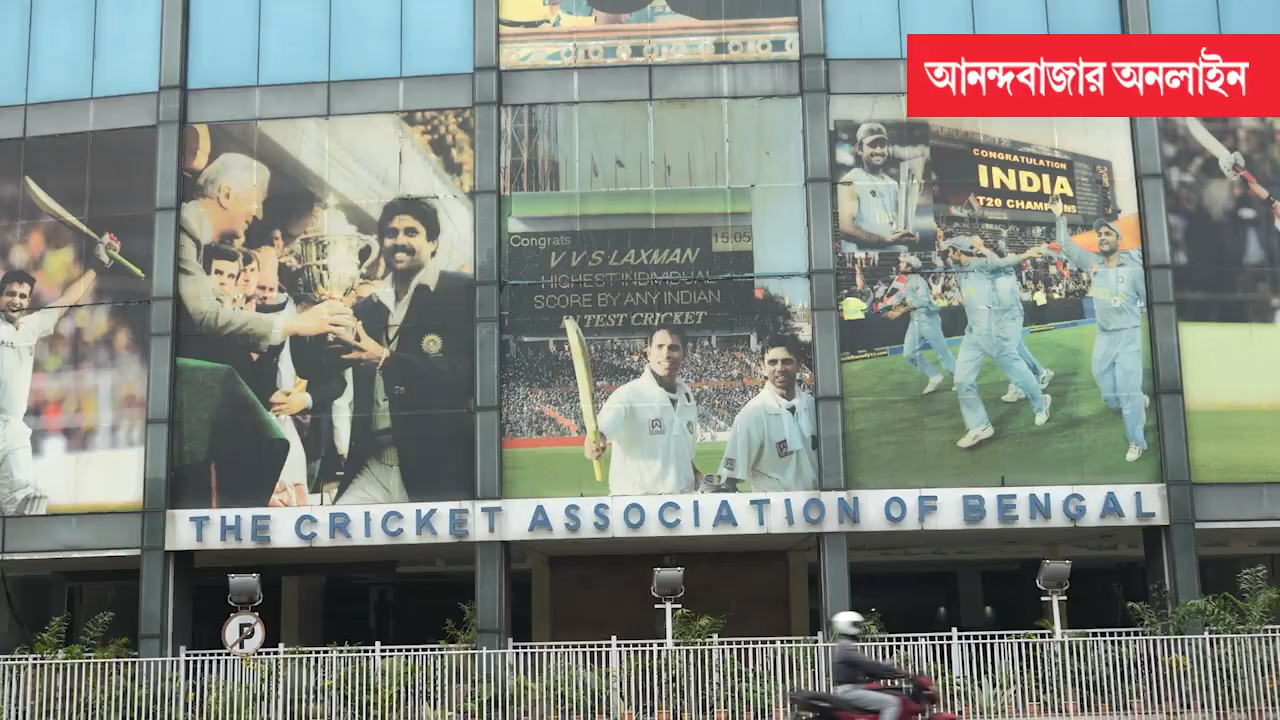 আনন্দবাজার অনলাইন
CONGRATULATION
INDIA
T20 CHAMPIONS
Congrats 15:05
V V S LAXMAN
HIGHEST INDIVIDUAL
SCORE BY ANY INDIAN
IN TEST CRICKET
THE CRICKET ASSOCIATION OF BENGAL
P